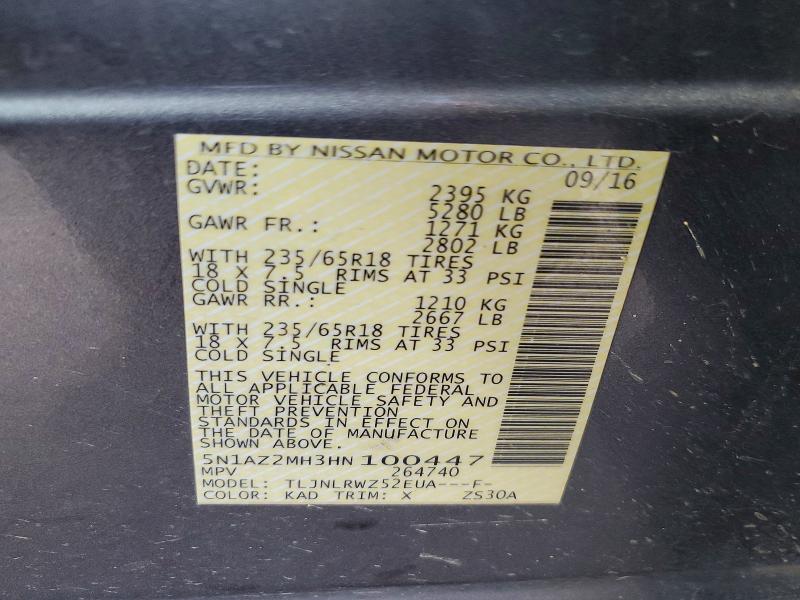 MFD BY NISSAN MOTOR CO., LTD.
DATE: 09/16
GVWR: 2395 KG
5280 LB
GAWR FR.: 1271 KG
2802 LB
WITH 235/65R18 TIRES
18 X 7.5 RIMS AT 33 PSI
COLD SINGLE
GAWR RR.: 1210 KG
2667 LB
WITH 235/65R18 TIRES
18 X 7.5 RIMS AT 33 PSI
COLD SINGLE
THIS VEHICLE CONFORMS TO
ALL APPLICABLE FEDERAL
MOTOR VEHICLE SAFETY AND
THEFT PREVENTION
STANDARDS IN EFFECT ON
THE DATE OF MANUFACTURE
SHOWN ABOVE.
5N1AZ2MH3HN100447
MPV 264740
MODEL: TLJNLRWZ52EUA---F-
COLOR: KAD TRIM: X ZS30A